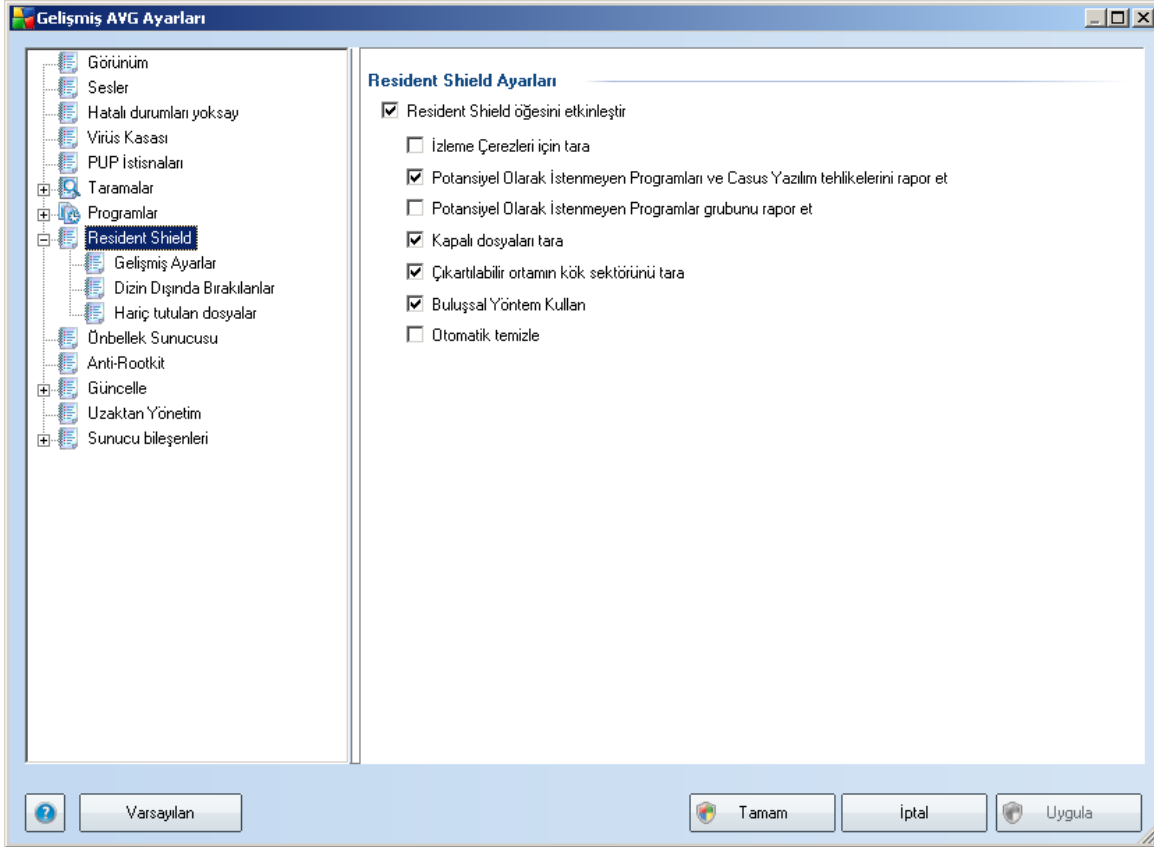 Gelişmiş AVG Ayarları
Görünüm
Sesler
Hatalı durumları yoksay
Virüs Kasası
PUP İstisnaları
Taramalar
Programlar
Resident Shield
Gelişmiş Ayarlar
Dizin Dışında Bırakılanlar
Hariç tutulan dosyalar
Önbellek Sunucusu
Anti-Rootkit
Güncelle
Uzaktan Yönetim
Sunucu bileşenleri
Resident Shield Ayarları
Resident Shield öğesini etkinleştir
İzleme Çerezleri için tara
Potansiyel Olarak İstenmeyen Programları ve Casus Yazılım tehlikelerini rapor et
Potansiyel Olarak İstenmeyen Programlar grubunu rapor et
Kapalı dosyaları tara
Çıkartılabilir ortamın kök sektörünü tara
Buluşsal Yöntem Kullan
Otomatik temizle
Varsayılan
Tamam
İptal
Uygula